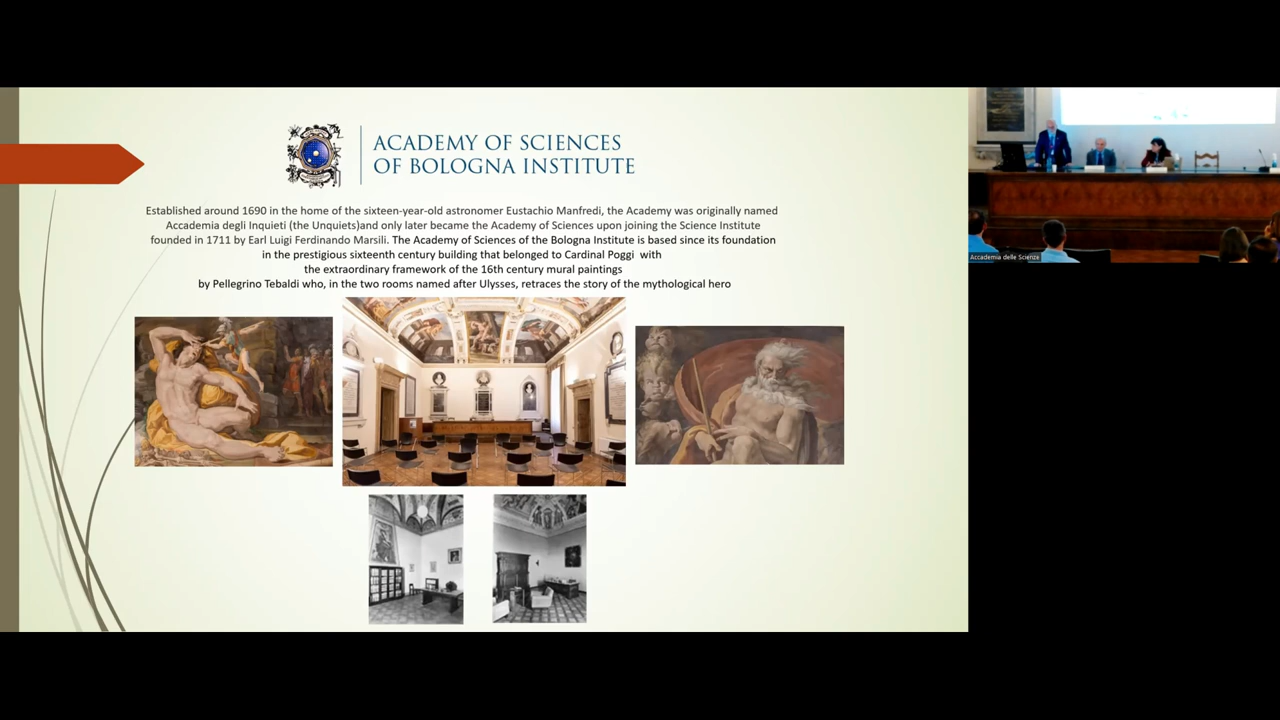 ACADEMY OF SCIENCES
OF BOLOGNA INSTITUTE
Established around 1690 in the home of the sixteen-year-old astronomer Eustachio Manfredi, the Academy was originally named
Accademia degli Inquieti (the Unquiets)and only later became the Academy of Sciences upon joining the Science Institute
founded in 1711 by Earl Luigi Ferdinando Marsili. The Academy of Sciences of the Bologna Institute is based since its foundation
in the prestigious sixteenth century building that belonged to Cardinal Poggi with
the extraordinary framework of the 16th century mural paintings
by Pellegrino Tebaldi who, in the two rooms named after Ulysses, retraces the story of the mythological hero
Accademia delle Scienze